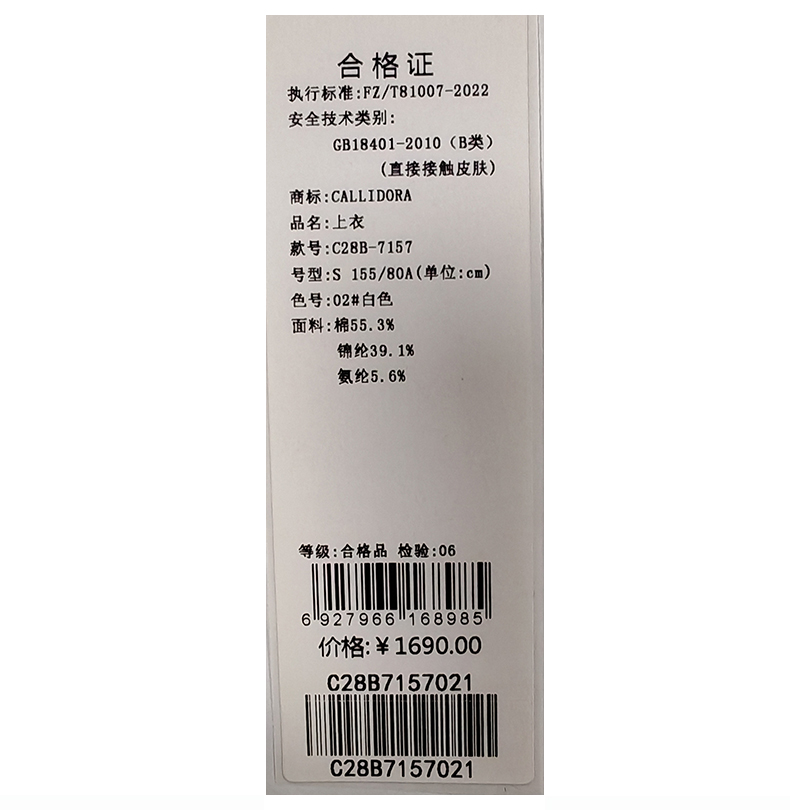 合格证
执行标准:FZ/T81007-2022
安全技术类别:
GB18401-2010（B类）
(直接接触皮肤)
商标:CALLIDORA
品名:上衣
款号:C28B-7157
号型:S 155/80A(单位:cm)
色号:02#白色
面料:棉55.3%
锦纶39.1%
氨纶5.6%
等级:合格品 检验:06
6 927966 168985
价格:￥1690.00
C28B7157021
C28B7157021